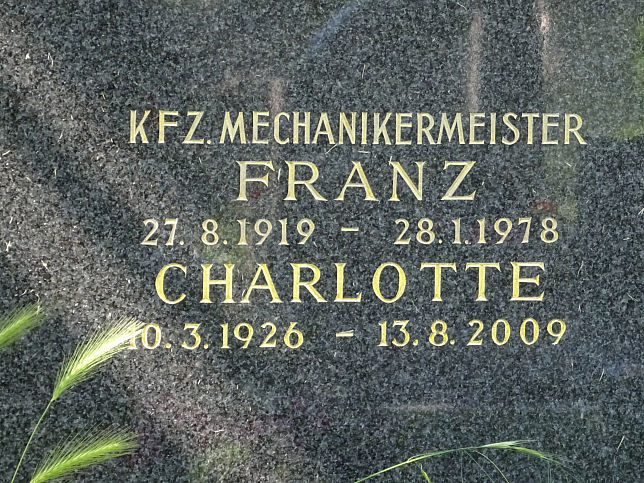 KFZ. MECHANIKERMEISTER
FRANZ
27. 8. 1919 – 28. 1. 1978
CHARLOTTE
10. 3. 1926 – 13. 8. 2009